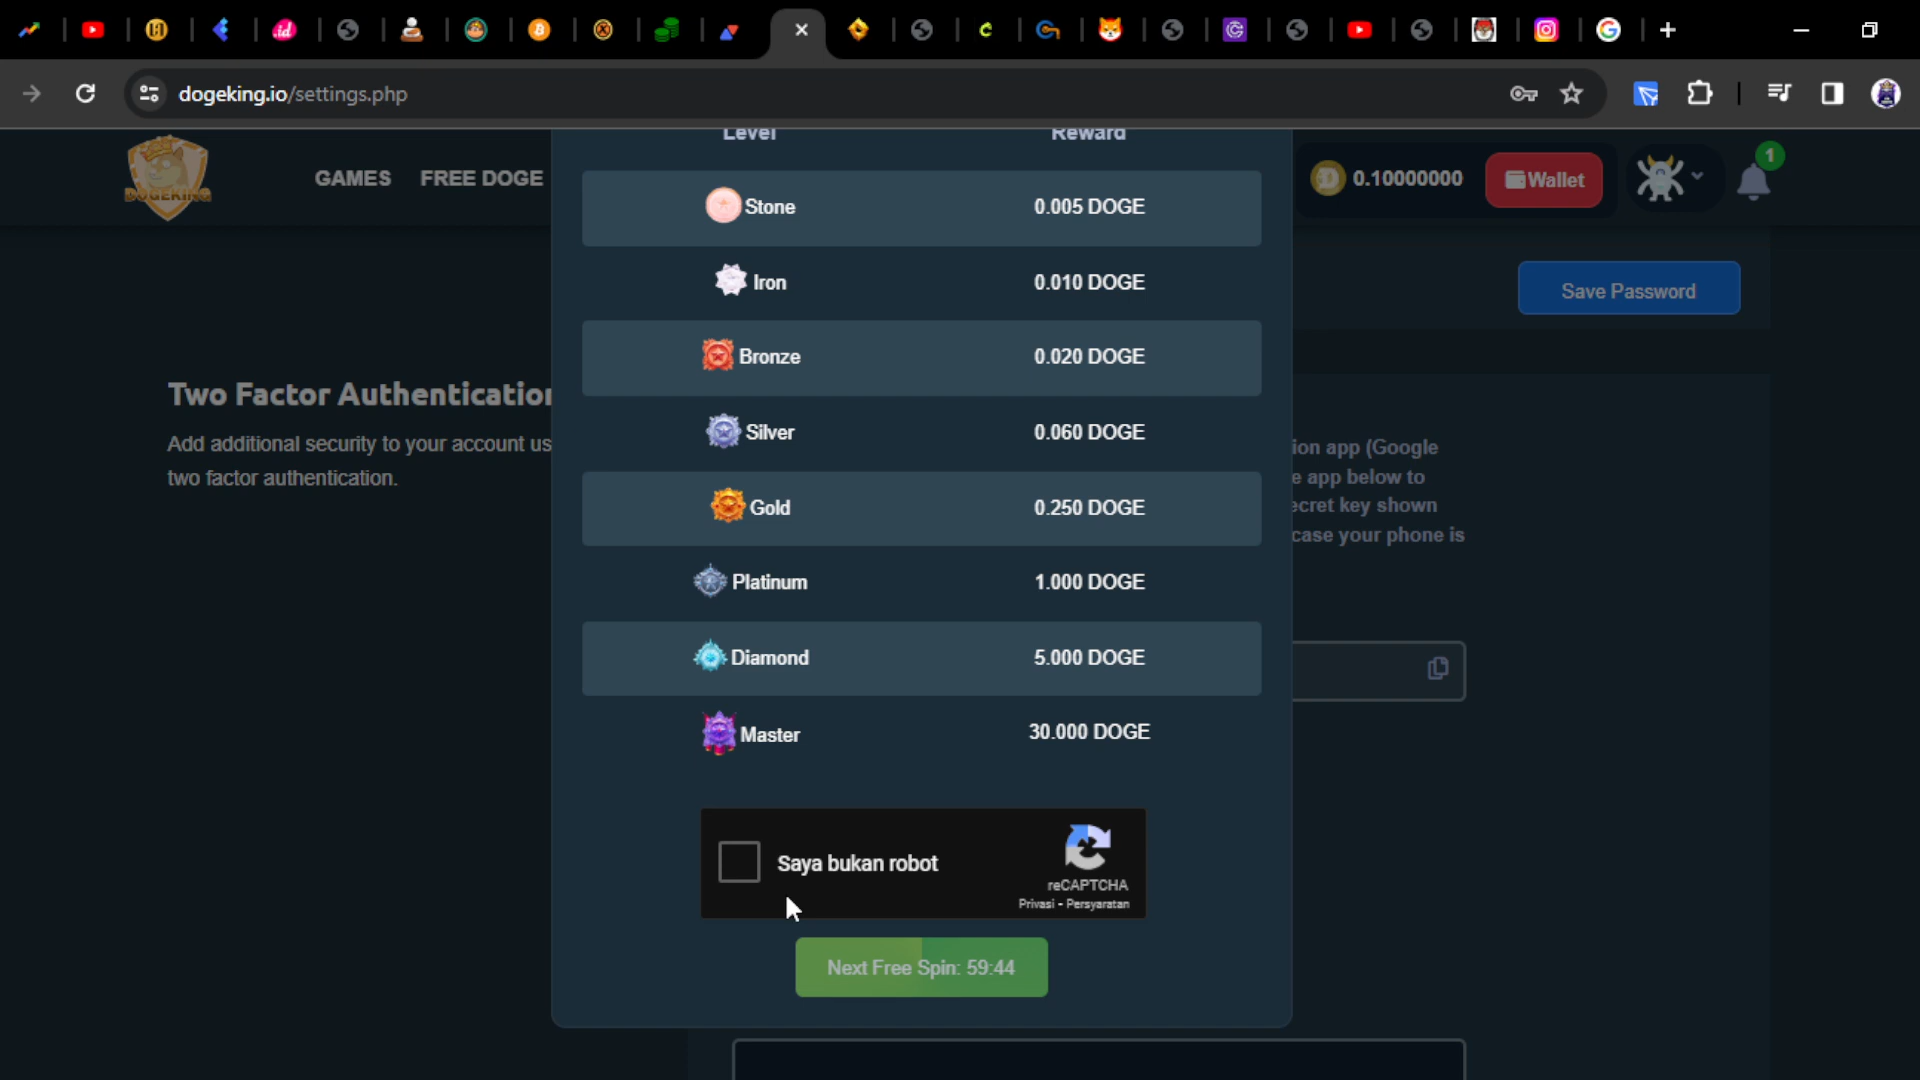 dogeking.io/settings.php
Level Reward
DOGEKING
GAMES FREE DOGE
0.10000000 Wallet
1
Stone 0.005 DOGE
Iron 0.010 DOGE
Save Password
Bronze 0.020 DOGE
Two Factor Authentication
Silver 0.060 DOGE
Add additional security to your account us
ion app (Google
two factor authentication.
e app below to
Gold 0.250 DOGE
ecret key shown
case your phone is
Platinum 1.000 DOGE
Diamond 5.000 DOGE
Master 30.000 DOGE
Saya bukan robot
reCAPTCHA
Privasi - Persyaratan
Next Free Spin: 59:44